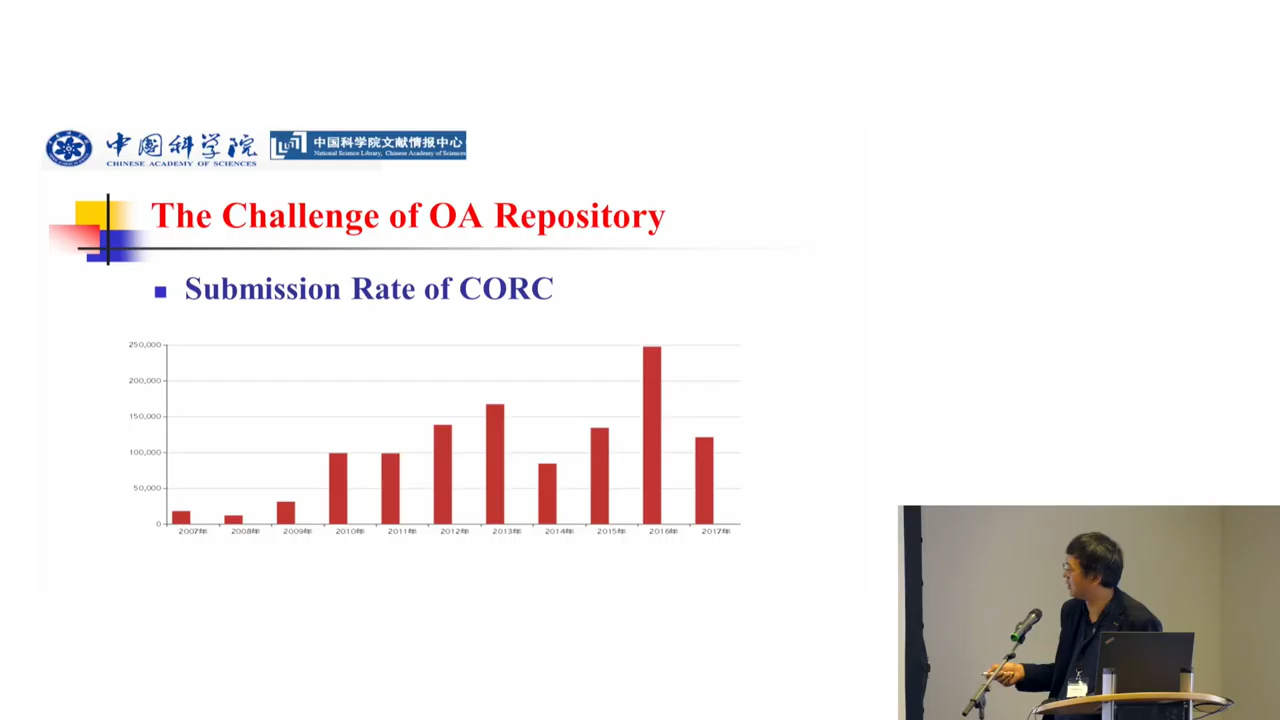 中国科学院
CHINESE ACADEMY OF SCIENCES
中国科学院文献情报中心
National Science Library, Chinese Academy of Sciences
The Challenge of OA Repository
Submission Rate of CORC
250,000
200,000
150,000
100,000
50,000
0
2007年 2008年 2009年 2010年 2011年 2012年 2013年 2014年 2015年 2016年 2017年